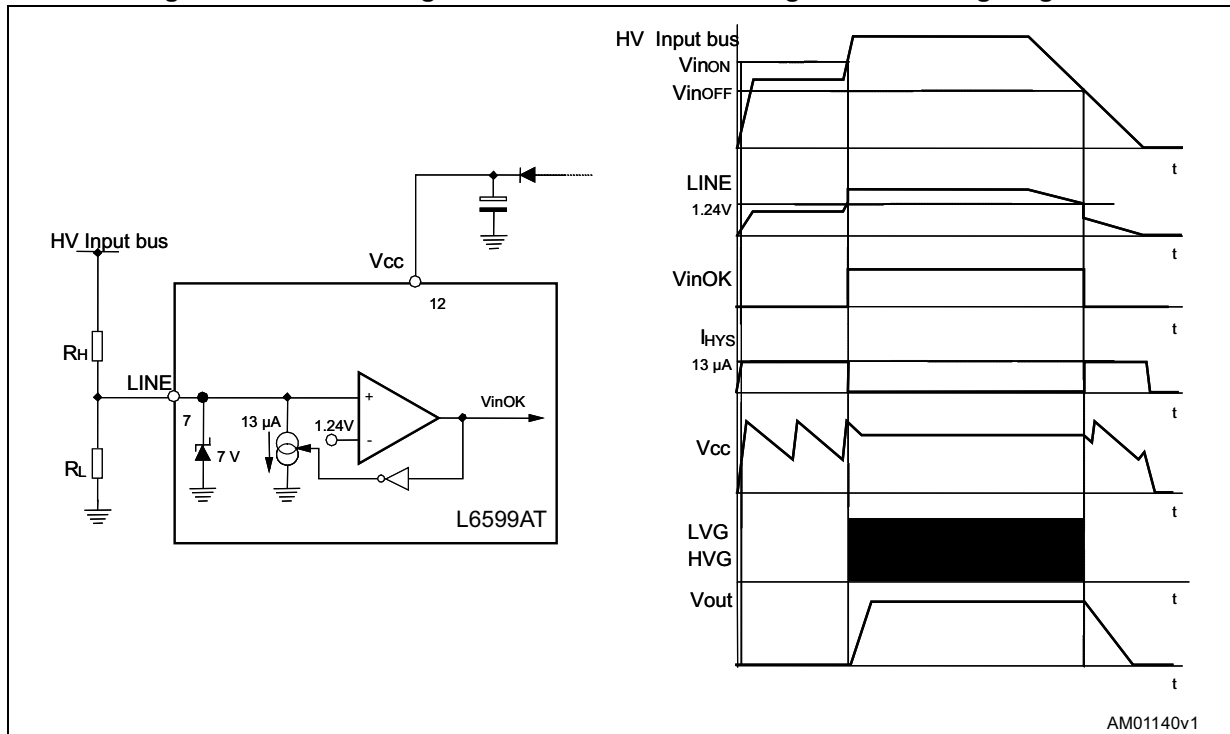 HV Input bus
RH
LINE
7
RL
7 V
13 µA
1.24V
+
-
VinOK
Vcc
12
L6599AT
HV Input bus
VinON
VinOFF
t
LINE
1.24V
t
VinOK
t
IHYS
13 µA
t
Vcc
t
LVG
HVG
t
Vout
t
AM01140v1